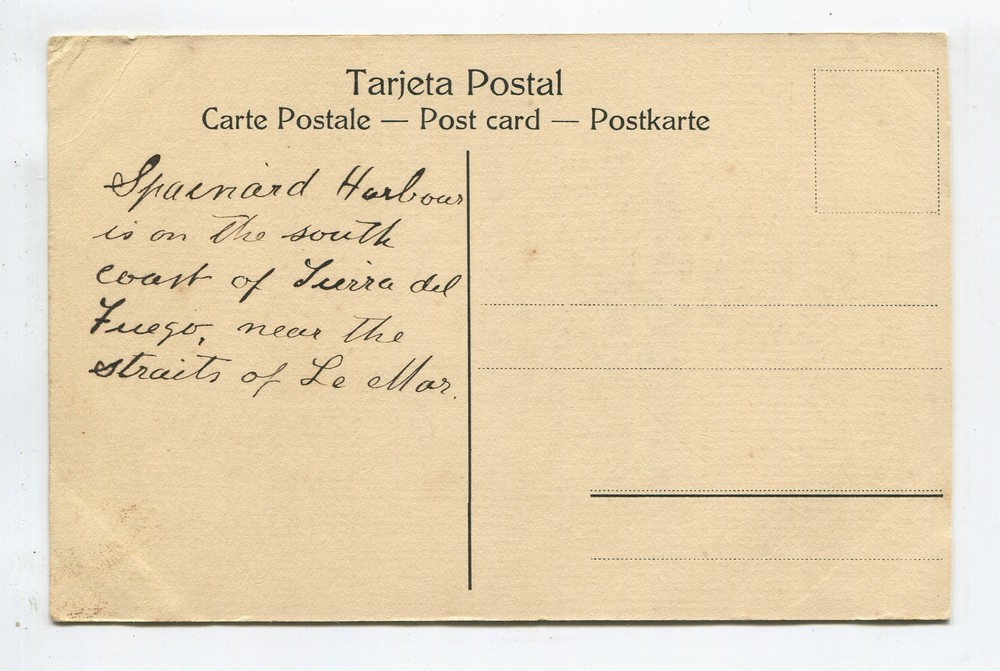 Tarjeta Postal
Carte Postale — Post card — Postkarte
Spainard Harbour
is on the south
coast of Tierra del
Fuego, near the
straits of Le Mar.